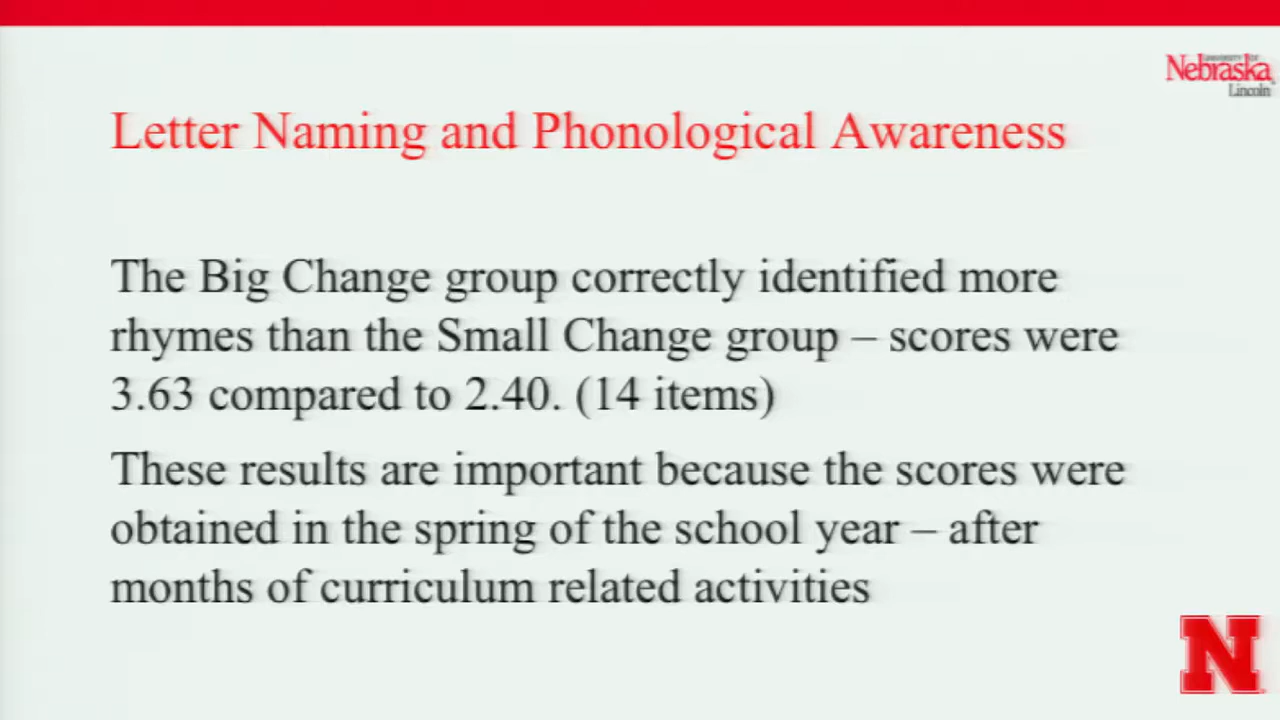 UNIVERSITY OF
Nebraska
Lincoln
Letter Naming and Phonological Awareness
The Big Change group correctly identified more
rhymes than the Small Change group – scores were
3.63 compared to 2.40. (14 items)
These results are important because the scores were
obtained in the spring of the school year – after
months of curriculum related activities
N